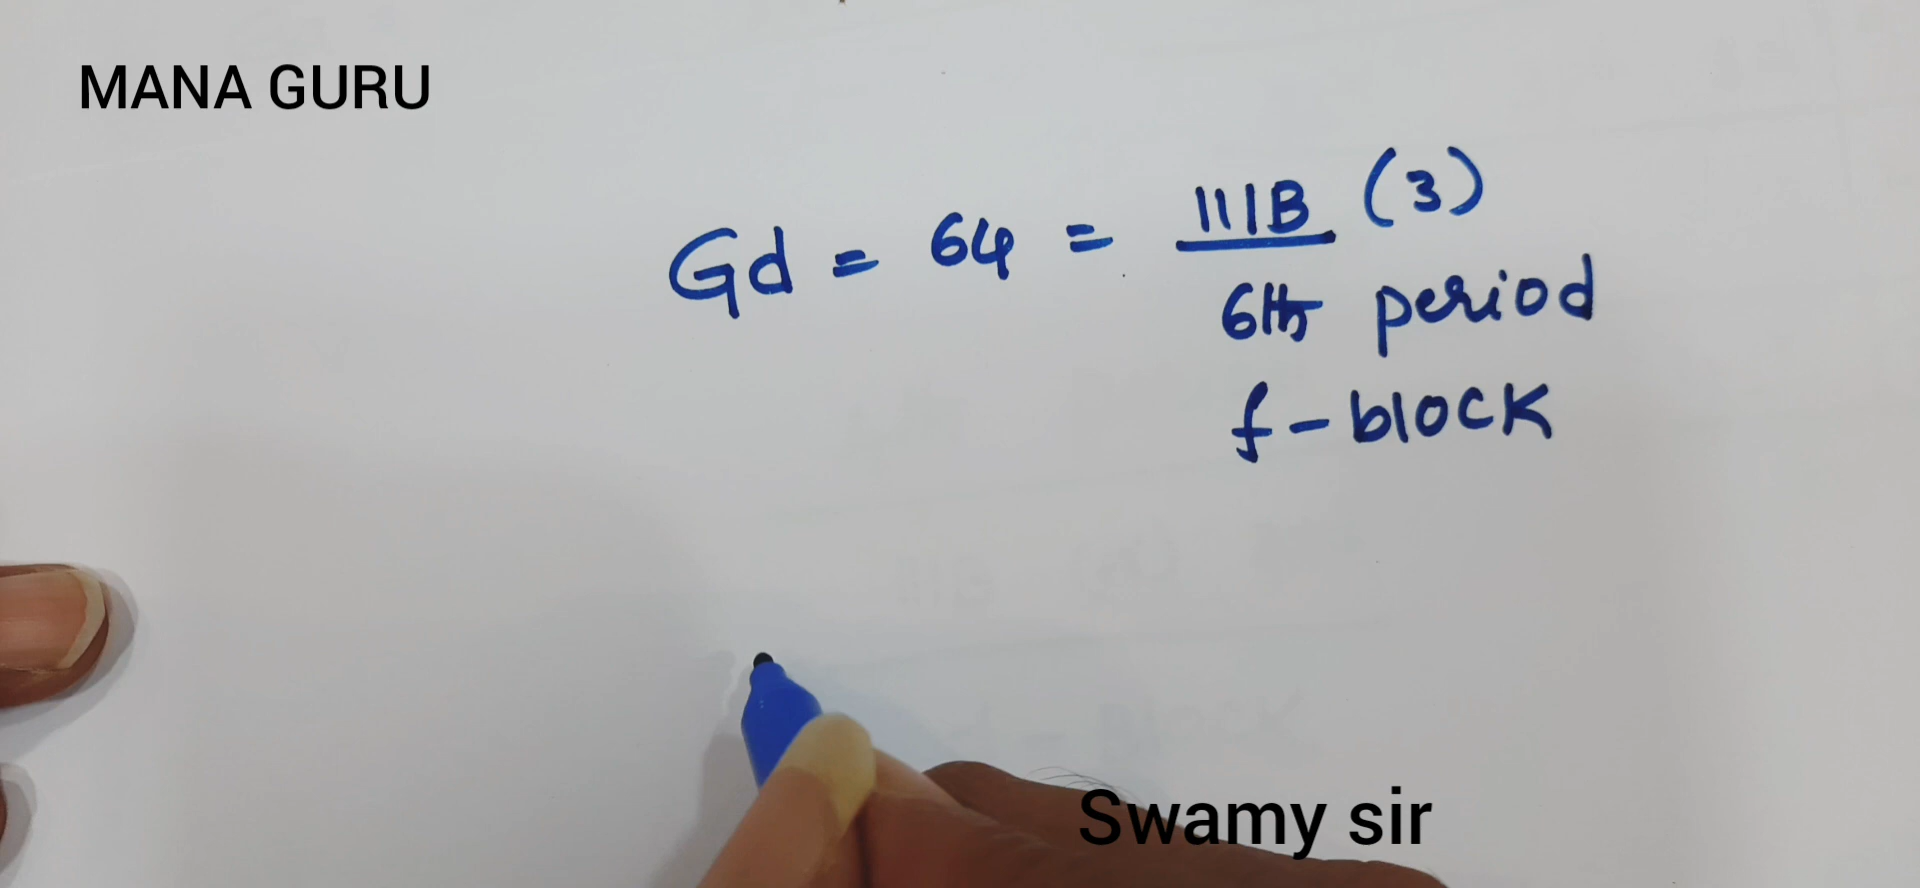 MANA GURU
Gd = 64 = IIIB (3)
6th period
f-block
Swamy sir